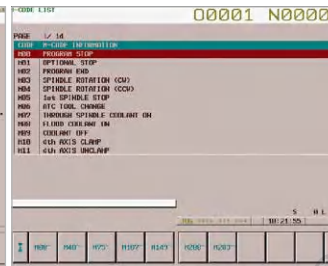 M-CODE LIST
O0001 N0000
PAGE 1/ 14
CODE M-CODE INFORMATION
M00 PROGRAM STOP
M01 OPTIONAL STOP
M02 PROGRAM END
M03 SPINDLE ROTATION (CW)
M04 SPINDLE ROTATION (CCW)
M05 1st SPINDLE STOP
M06 ATC TOOL CHANGE
M07 THROUGH SPINDLE COOLANT ON
M08 FLOOD COOLANT ON
M09 COOLANT OFF
M10 4th AXIS CLAMP
M11 4th AXIS UNCLAMP
S
10:21:55
M00~ M40~ M75~ M107~ M149~ M200~ M283~